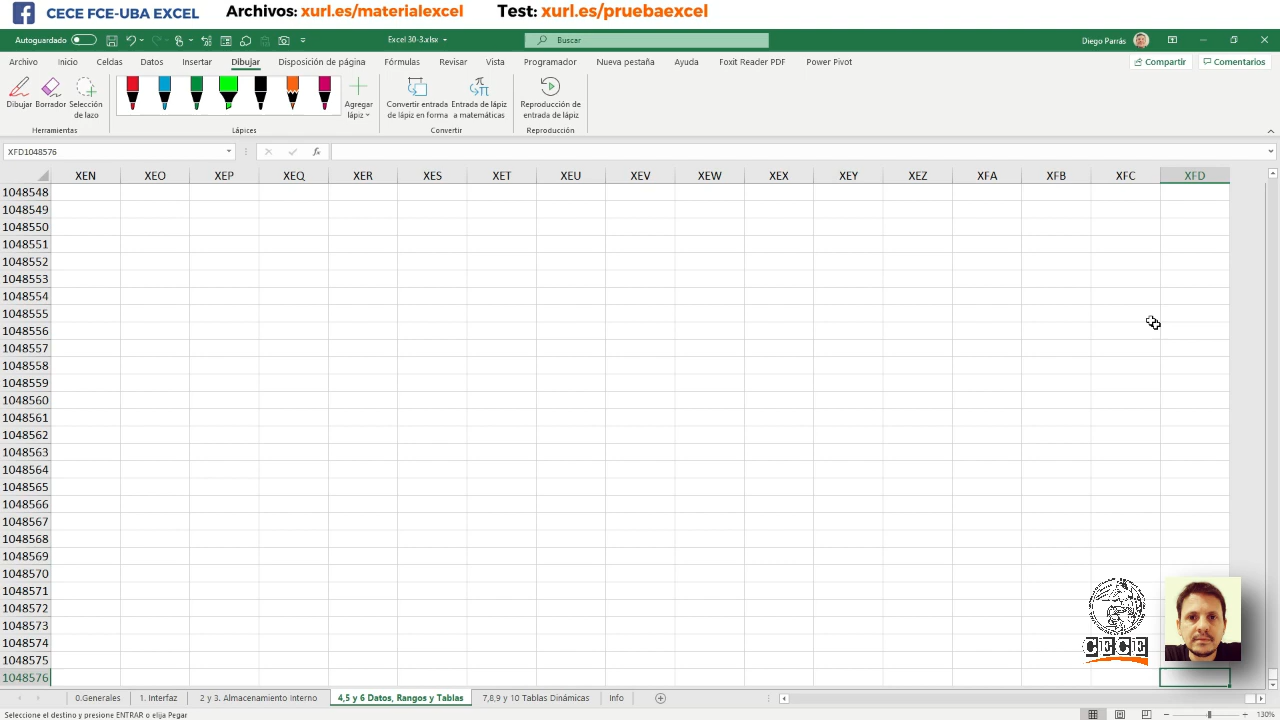 CECE FCE-UBA EXCEL Archivos: xurl.es/materialexcel Test: xurl.es/pruebaexcel
Autoguardado Excel 30-3.xlsx Buscar Diego Parrás
Archivo Inicio Celdas Datos Insertar Dibujar Disposición de página Fórmulas Revisar Vista Programador Nueva pestaña Ayuda Foxit Reader PDF Power Pivot Compartir Comentarios
Dibujar Borrador Selección de lazo Agregar lápiz Convertir entrada de lápiz en forma Entrada de lápiz a matemáticas Reproducción de entrada de lápiz
Herramientas Lápices Convertir Reproducción
XFD1048576 fx
XEN XEO XEP XEQ XER XES XET XEU XEV XEW XEX XEY XEZ XFA XFB XFC XFD
1048548
1048549
1048550
1048551
1048552
1048553
1048554
1048555
1048556
1048557
1048558
1048559
1048560
1048561
1048562
1048563
1048564
1048565
1048566
1048567
1048568
1048569
1048570
1048571
1048572
1048573
1048574
1048575
1048576
CECE
0.Generales 1. Interfaz 2 y 3. Almacenamiento Interno 4,5 y 6 Datos, Rangos y Tablas 7,8,9 y 10 Tablas Dinámicas Info
Seleccione el destino y presione ENTRAR o elija Pegar 130%